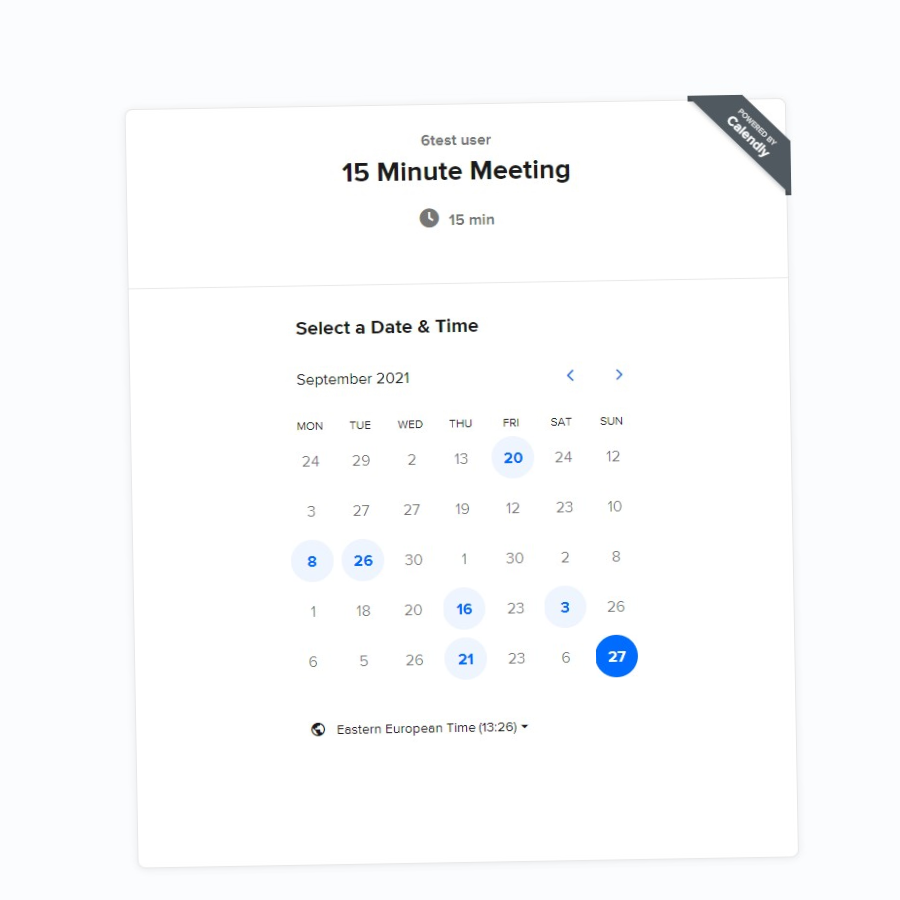 POWERED BY
Calendly
6test user
15 Minute Meeting
15 min
Select a Date & Time
September 2021
MON TUE WED THU FRI SAT SUN
24 29 2 13 20 24 12
3 27 27 19 12 23 10
8 26 30 1 30 2 8
1 18 20 16 23 3 26
6 5 26 21 23 6 27
Eastern European Time (13:26)